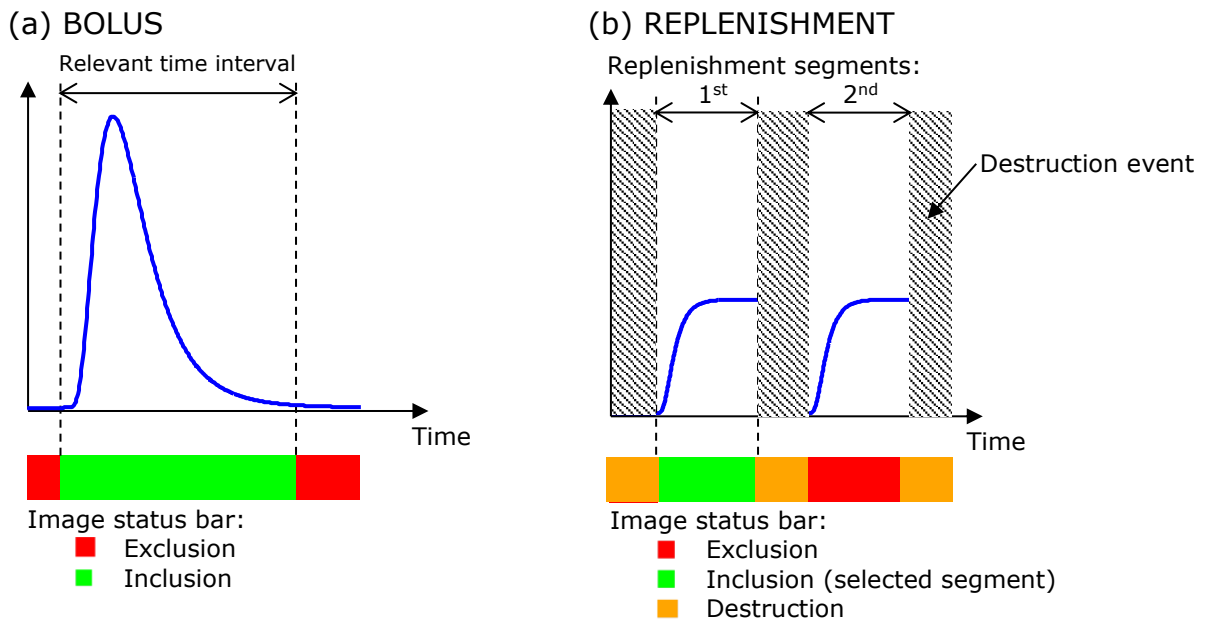 (a) BOLUS
Relevant time interval
Time
Image status bar:
Exclusion
Inclusion
(b) REPLENISHMENT
Replenishment segments:
1st
2nd
Destruction event
Time
Image status bar:
Exclusion
Inclusion (selected segment)
Destruction